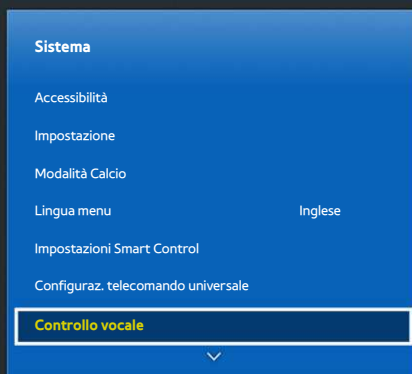 Sistema
Accessibilità
Impostazione
Modalità Calcio
Lingua menu Inglese
Impostazioni Smart Control
Configuraz. telecomando universale
Controllo vocale